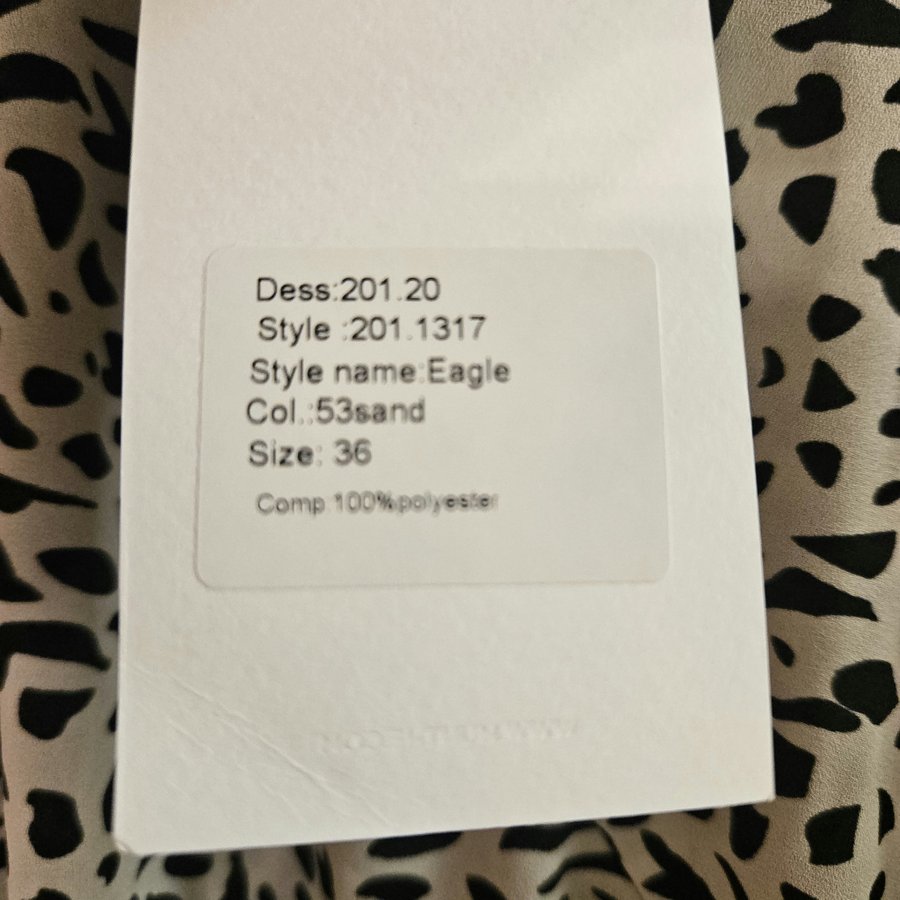 Dess:201.20
Style :201.1317
Style name:Eagle
Col.:53sand
Size: 36
Comp 100%polyester